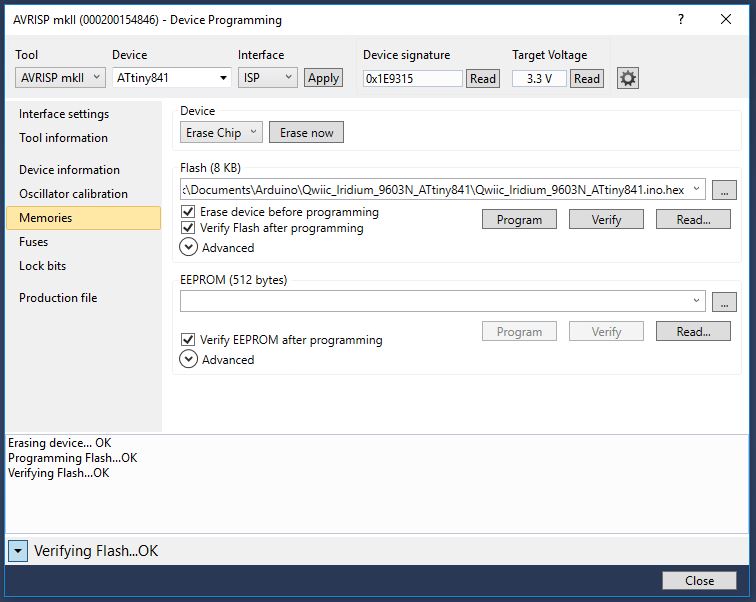 AVRISP mkII (000200154846) - Device Programming
Tool Device Interface Device signature Target Voltage
AVRISP mkII ATtiny841 ISP Apply 0x1E9315 Read 3.3 V Read
Interface settings
Tool information
Device information
Oscillator calibration
Memories
Fuses
Lock bits
Production file
Device
Erase Chip Erase now
Flash (8 KB)
:\Documents\Arduino\Qwiic_Iridium_9603N_ATtiny841\Qwiic_Iridium_9603N_ATtiny841.ino.hex ...
Erase device before programming
Verify Flash after programming
Program Verify Read...
Advanced
EEPROM (512 bytes)
...
Program Verify Read...
Verify EEPROM after programming
Advanced
Erasing device... OK
Programming Flash...OK
Verifying Flash...OK
Verifying Flash...OK
Close